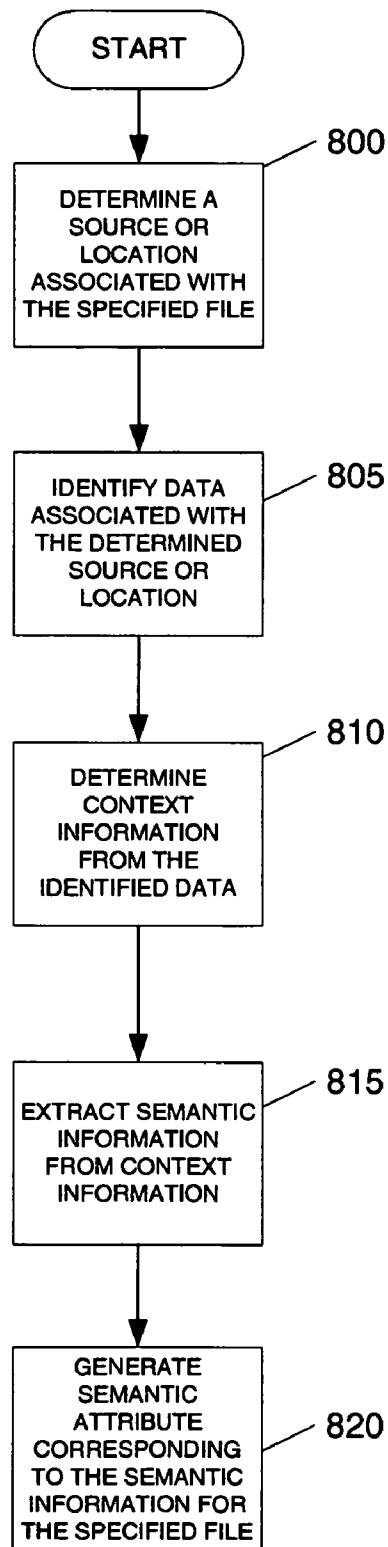 START
800
DETERMINE A
SOURCE OR
LOCATION
ASSOCIATED WITH
THE SPECIFIED FILE
805
IDENTIFY DATA
ASSOCIATED WITH
THE DETERMINED
SOURCE OR
LOCATION
810
DETERMINE
CONTEXT
INFORMATION
FROM THE
IDENTIFIED DATA
815
EXTRACT SEMANTIC
INFORMATION
FROM CONTEXT
INFORMATION
820
GENERATE
SEMANTIC
ATTRIBUTE
CORRESPONDING
TO THE SEMANTIC
INFORMATION FOR
THE SPECIFIED FILE